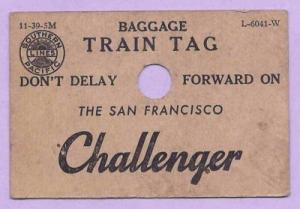 11-39-5M BAGGAGE L-6041-W
TRAIN TAG
SOUTHERN
LINES
PACIFIC
DON'T DELAY FORWARD ON
THE SAN FRANCISCO
Challenger